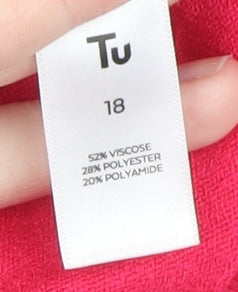 Tu
18
52% VISCOSE
28% POLYESTER
20% POLYAMIDE